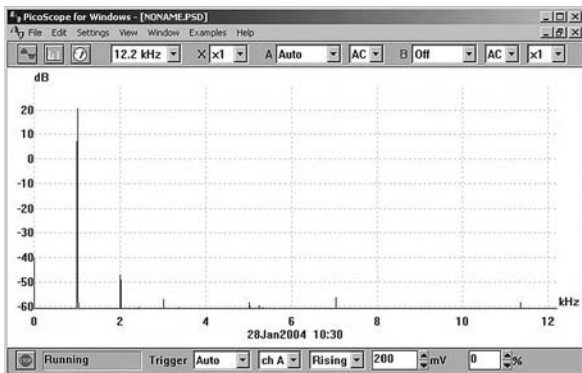 PicoScope for Windows - [NONAME.PSD]
File Edit Settings View Window Examples Help
12.2 kHz X x1 A Auto AC B Off AC x1
dB
20
10
0
-10
-20
-30
-40
-50
-60
kHz
0 2 4 6 8 10 12
28Jan2004 10:30
Running Trigger Auto ch A Rising 200 mV 0 %